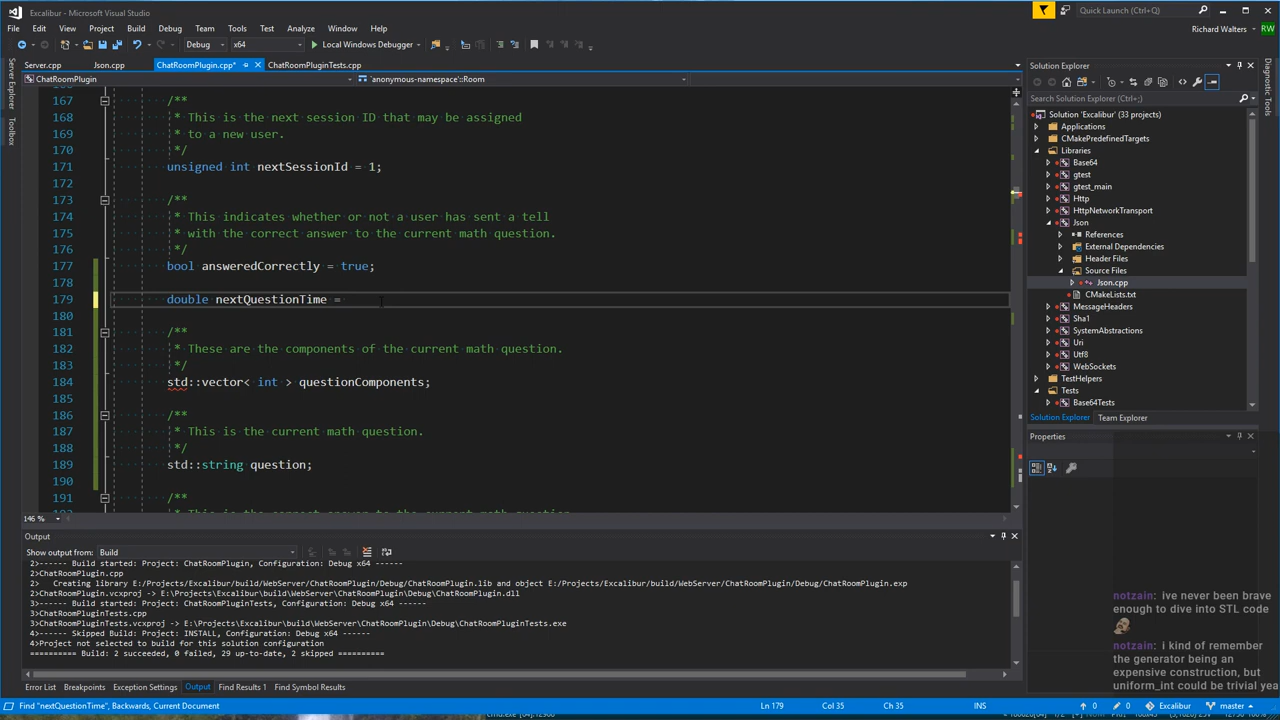 Excalibur - Microsoft Visual Studio
Quick Launch (Ctrl+Q)
File Edit View Project Build Debug Team Tools Test Analyze Window Help
Richard Walters RW
Debug x64 Local Windows Debugger
Server.cpp Json.cpp ChatRoomPlugin.cpp* ChatRoomPluginTests.cpp
ChatRoomPlugin `anonymous-namespace'::Room
Server Explorer
Toolbox
167 /**
168 * This is the next session ID that may be assigned
169 * to a new user.
170 */
171 unsigned int nextSessionId = 1;
172
173 /**
174 * This indicates whether or not a user has sent a tell
175 * with the correct answer to the current math question.
176 */
177 bool answeredCorrectly = true;
178
179 double nextQuestionTime =
180
181 /**
182 * These are the components of the current math question.
183 */
184 std::vector< int > questionComponents;
185
186 /**
187 * This is the current math question.
188 */
189 std::string question;
190
191 /**
* This is the correct answer to the current math question
146 %
Output
Show output from: Build
2>------ Build started: Project: ChatRoomPlugin, Configuration: Debug x64 ------
2>ChatRoomPlugin.cpp
2> Creating library E:/Projects/Excalibur/build/WebServer/ChatRoomPlugin/Debug/ChatRoomPlugin.lib and object E:/Projects/Excalibur/build/WebServer/ChatRoomPlugin/Debug/ChatRoomPlugin.exp
2>ChatRoomPlugin.vcxproj -> E:\Projects\Excalibur\build\WebServer\ChatRoomPlugin\Debug\ChatRoomPlugin.dll
3>------ Build started: Project: ChatRoomPluginTests, Configuration: Debug x64 ------
3>ChatRoomPluginTests.cpp
3>ChatRoomPluginTests.vcxproj -> E:\Projects\Excalibur\build\WebServer\ChatRoomPlugin\Debug\ChatRoomPluginTests.exe
4>------ Skipped Build: Project: INSTALL, Configuration: Debug x64 ------
4>Project not selected to build for this solution configuration
========== Build: 2 succeeded, 0 failed, 29 up-to-date, 2 skipped ==========
Error List Breakpoints Exception Settings Output Find Results 1 Find Symbol Results
Solution Explorer
Search Solution Explorer (Ctrl+;)
Solution 'Excalibur' (33 projects)
Applications
CMakePredefinedTargets
Libraries
Base64
gtest
gtest_main
Http
HttpNetworkTransport
Json
References
External Dependencies
Header Files
Source Files
Json.cpp
CMakeLists.txt
MessageHeaders
Sha1
SystemAbstractions
Uri
Utf8
WebSockets
TestHelpers
Tests
Base64Tests
Solution Explorer Team Explorer
Properties
Diagnostic Tools
notzain: ive never been brave
enough to dive into STL code
notzain: i kind of remember
the generator being an
expensive construction, but
uniform_int could be trivial yea
Find "nextQuestionTime", Backwards, Current Document Ln 179 Col 35 Ch 35 INS 0 0 Excalibur master